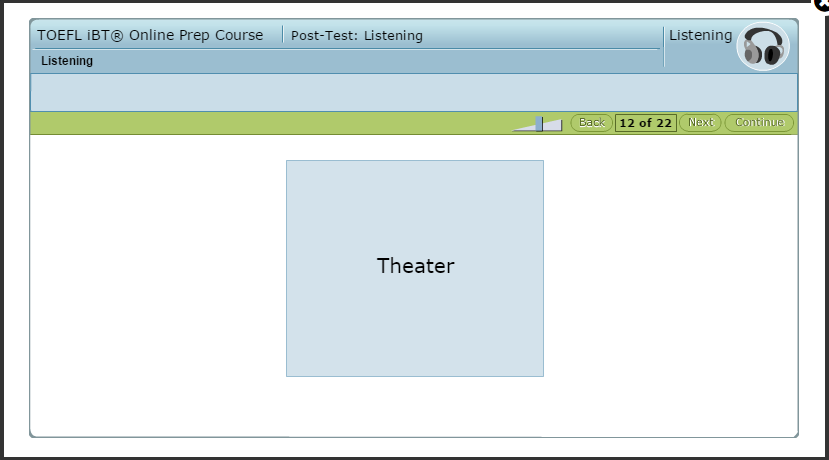 TOEFL iBT® Online Prep Course Post-Test: Listening Listening
Listening
Back 12 of 22 Next Continue
Theater